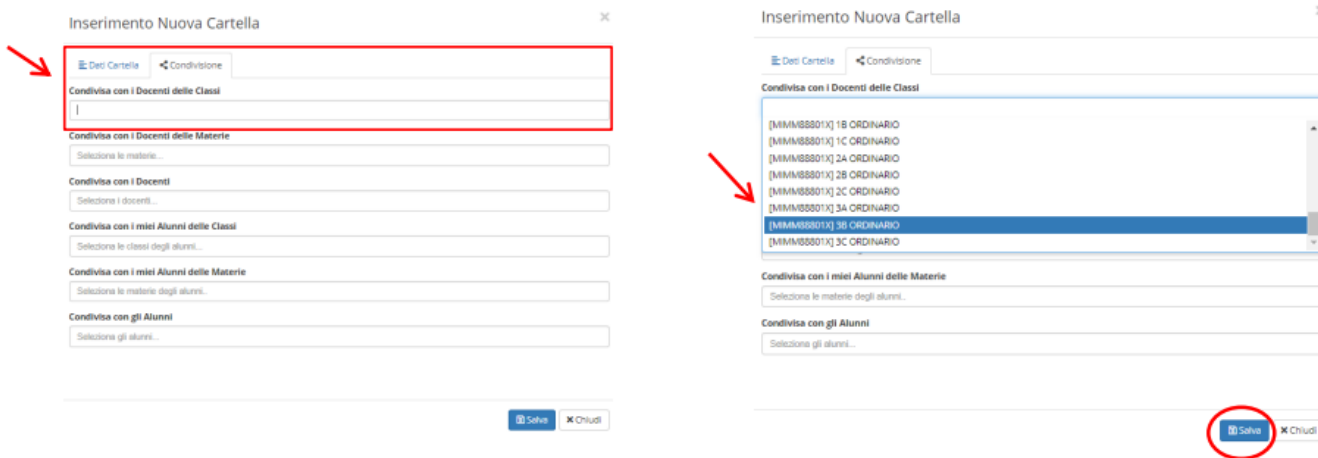 Inserimento Nuova Cartella
Dati Cartella
Condivisione
Condivisa con i Docenti delle Classi
Condivisa con i Docenti delle Materie
Seleziona le materie...
Condivisa con i Docenti
Seleziona i docenti...
Condivisa con i miei Alunni delle Classi
Seleziona le classi degli alunni...
Condivisa con i miei Alunni delle Materie
Seleziona le materie degli alunni..
Condivisa con gli Alunni
Seleziona gli alunni...
Salva
Chiudi
Inserimento Nuova Cartella
Dati Cartella
Condivisione
Condivisa con i Docenti delle Classi
[MIMM88801X] 1B ORDINARIO
[MIMM88801X] 1C ORDINARIO
[MIMM88801X] 2A ORDINARIO
[MIMM88801X] 2B ORDINARIO
[MIMM88801X] 2C ORDINARIO
[MIMM88801X] 3A ORDINARIO
[MIMM88801X] 3B ORDINARIO
[MIMM88801X] 3C ORDINARIO
Condivisa con i miei Alunni delle Materie
Seleziona le materie degli alunni..
Condivisa con gli Alunni
Seleziona gli alunni...
Salva
Chiudi